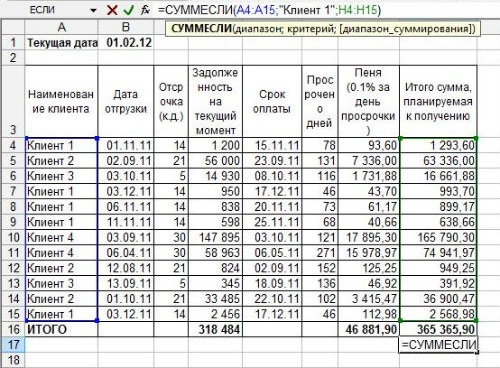 ЕСЛИ =СУММЕСЛИ(A4:A15;"Клиент 1";H4:H15)
СУММЕСЛИ(диапазон; критерий; [диапазон_суммирования])
A
1 Текущая дата 01.02.12
2
3 Наименован
ие клиента
Дата
отгрузки
Отср
очка
(к.д.)
Задолже
нность
на
текущий
момент
Срок
оплаты
Прос
рочен
о
дней
Пеня
(0.1% за
день
просрочки
)
Итого сумма,
планируемая
к получению
4 Клиент 1 01.11.11 14 1 200 15.11.11 78 93,60 1 293,60
5 Клиент 2 02.09.11 21 56 000 23.09.11 131 7 336,00 63 336,00
6 Клиент 3 03.10.11 5 14 930 08.10.11 116 1 731,88 16 661,88
7 Клиент 1 03.12.11 14 950 17.12.11 46 43,70 993,70
8 Клиент 1 06.11.11 14 838 20.11.11 73 61,17 899,17
9 Клиент 1 11.11.11 14 598 25.11.11 68 40,66 638,66
10 Клиент 4 03.09.11 30 147 895 03.10.11 121 17 895,30 165 790,30
11 Клиент 4 06.04.11 30 58 963 06.05.11 271 15 978,97 74 941,97
12 Клиент 2 12.08.11 21 824 02.09.11 152 125,25 949,25
13 Клиент 3 13.09.11 5 345 18.09.11 136 46,92 391,92
14 Клиент 2 01.10.11 21 33 485 22.10.11 102 3 415,47 36 900,47
15 Клиент 1 03.12.11 14 2 456 17.12.11 46 112,98 2 568,98
16 ИТОГО 318 484 46 881,90 365 365,90
17 =СУММЕСЛИ
18